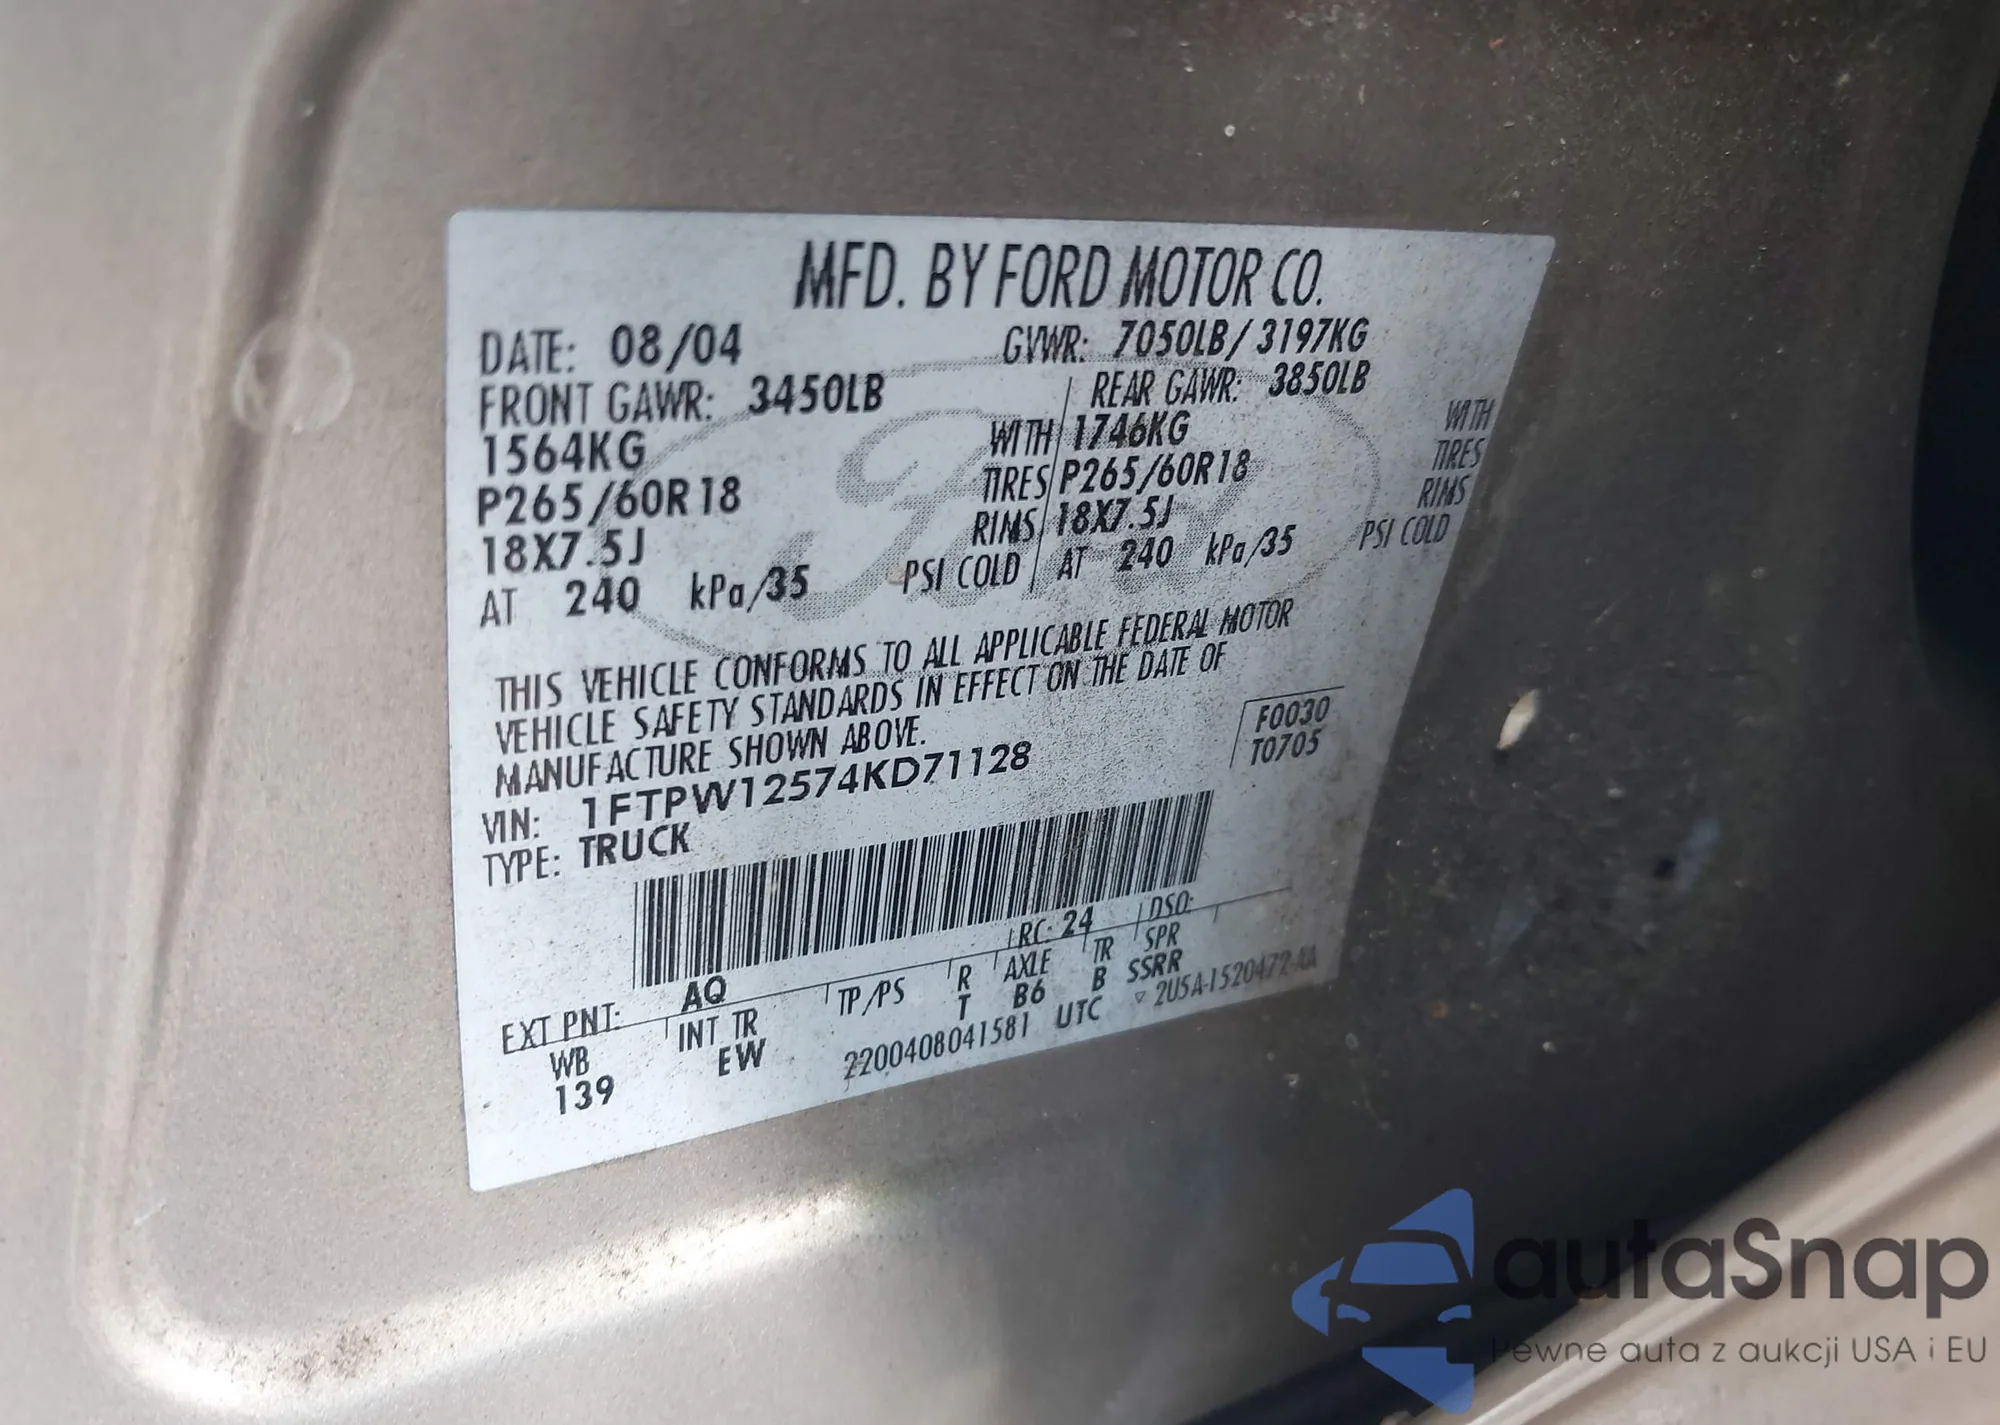 MFD. BY FORD MOTOR CO.
DATE: 08/04 GVWR: 7050LB/ 3197KG
FRONT GAWR: 3450LB REAR GAWR: 3850LB
1564KG WITH 1746KG WITH
P265/60R18 TIRES P265/60R18 TIRES
18X7.5J RIMS 18X7.5J RIMS
AT 240 kPa/35 PSI COLD AT 240 kPa/35 PSI COLD
THIS VEHICLE CONFORMS TO ALL APPLICABLE FEDERAL MOTOR
VEHICLE SAFETY STANDARDS IN EFFECT ON THE DATE OF
MANUFACTURE SHOWN ABOVE.
F0030
T0705
VIN: 1FTPW12574KD71128
TYPE: TRUCK
EXT PNT: AQ RC: 24 DSO:
WB INT TR TP/PS R AXLE TR SPR
139 EW T B6 B SSRR
2200408041581 UTC ▿ 2U5A-1520472-AA
autaSnap
Pewne auta z aukcji USA i EU